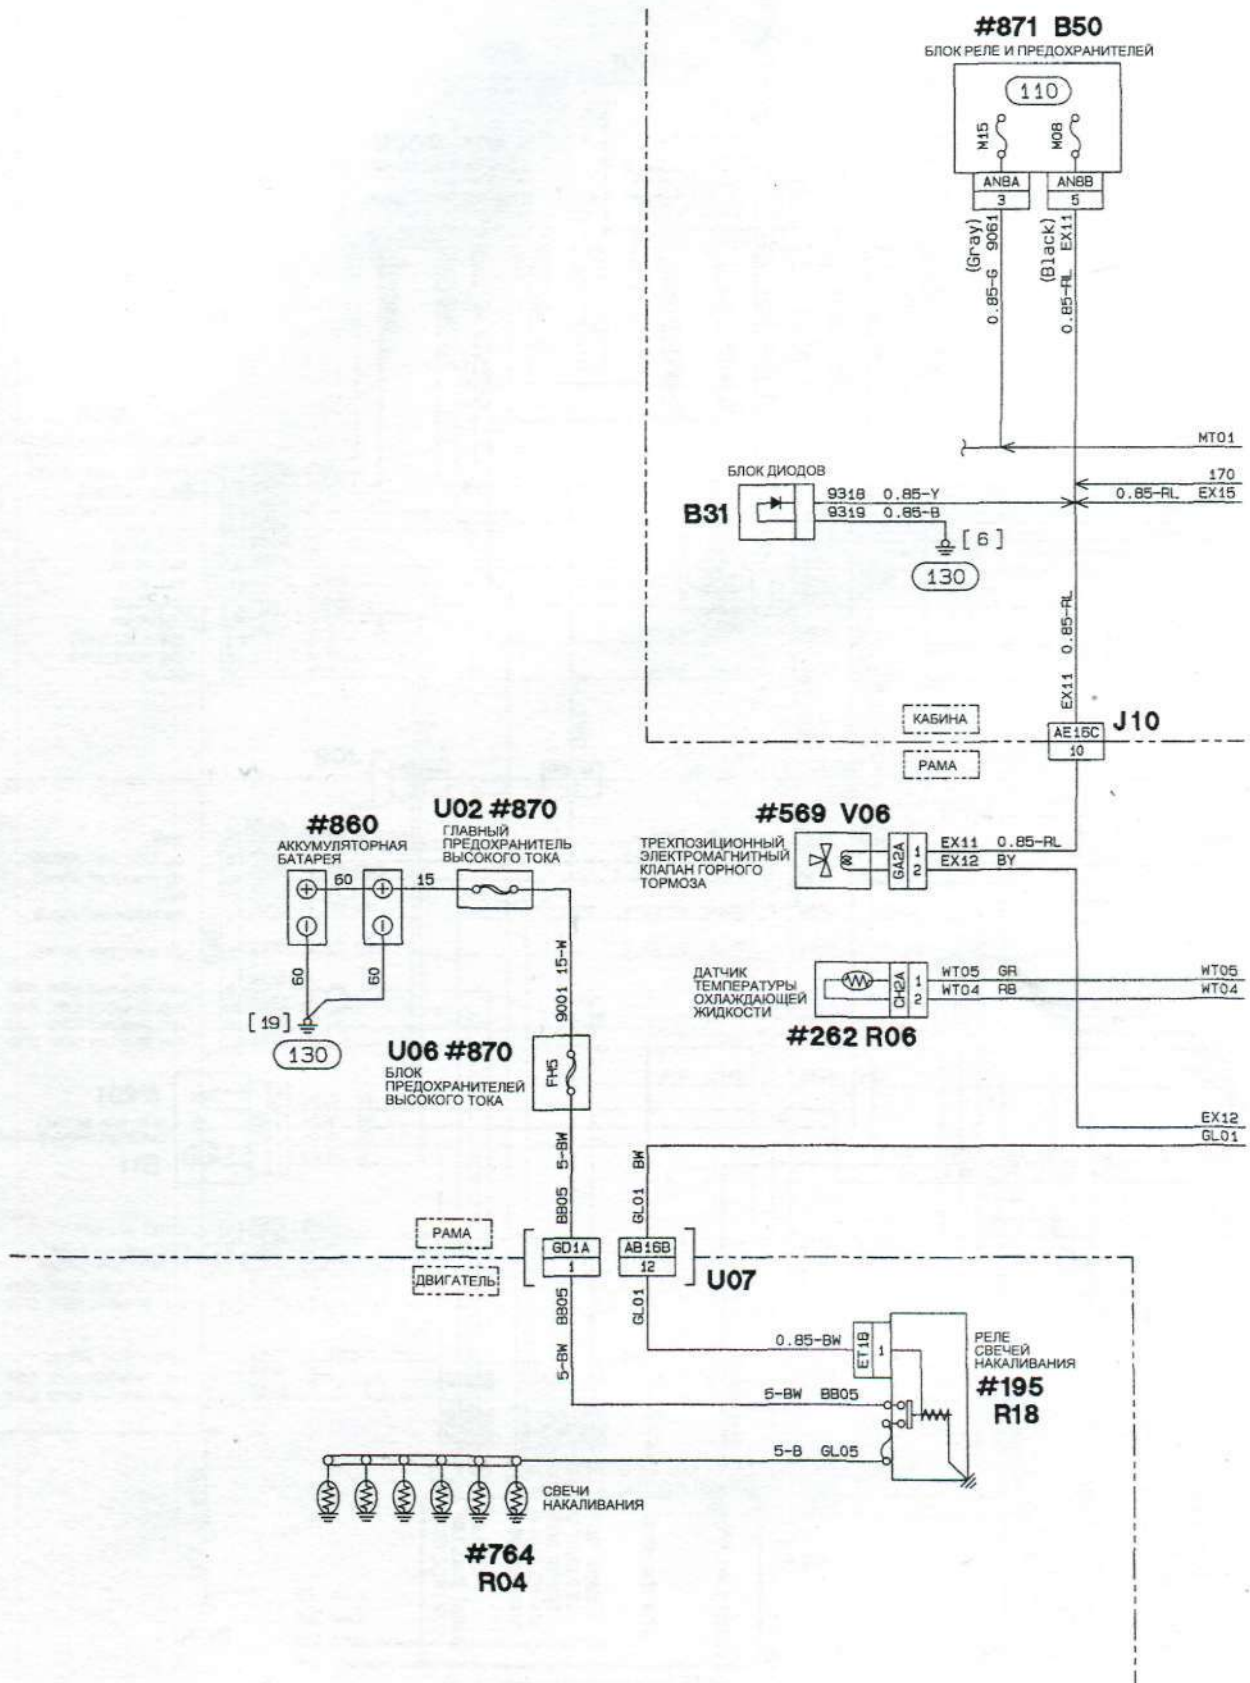 #871 B50
БЛОК РЕЛЕ И ПРЕДОХРАНИТЕЛЕЙ
110
M15
M08
ANBA
3
ANBB
5
(Gray)
0.85-G 9061
(Black)
0.85-RL EX11
MT01
170
0.85-RL EX15
БЛОК ДИОДОВ
B31
9318 0.85-Y
9319 0.85-B
[6]
130
EX11 0.85-RL
КАБИНА
РАМА
AE16C
10
J10
#860
АККУМУЛЯТОРНАЯ
БАТАРЕЯ
60
15
60
60
[19]
130
U02 #870
ГЛАВНЫЙ
ПРЕДОХРАНИТЕЛЬ
ВЫСОКОГО ТОКА
9001 15-W
#569 V06
ТРЕХПОЗИЦИОННЫЙ
ЭЛЕКТРОМАГНИТНЫЙ
КЛАПАН ГОРНОГО
ТОРМОЗА
GA2A
1
2
EX11 0.85-RL
EX12 BY
ДАТЧИК
ТЕМПЕРАТУРЫ
ОХЛАЖДАЮЩЕЙ
ЖИДКОСТИ
CH2A
1
2
WT05 GR
WT04 RB
WT05
WT04
#262 R06
U06 #870
БЛОК
ПРЕДОХРАНИТЕЛЕЙ
ВЫСОКОГО ТОКА
FH5
EX12
GL01
BB05 5-BW
GL01 BW
РАМА
ДВИГАТЕЛЬ
GD1A
1
AB16B
12
U07
5-BW BB05
GL01
0.85-BW
ET1B
1
РЕЛЕ
СВЕЧЕЙ
НАКАЛИВАНИЯ
#195
R18
5-BW BB05
5-B GL05
СВЕЧИ
НАКАЛИВАНИЯ
#764
R04